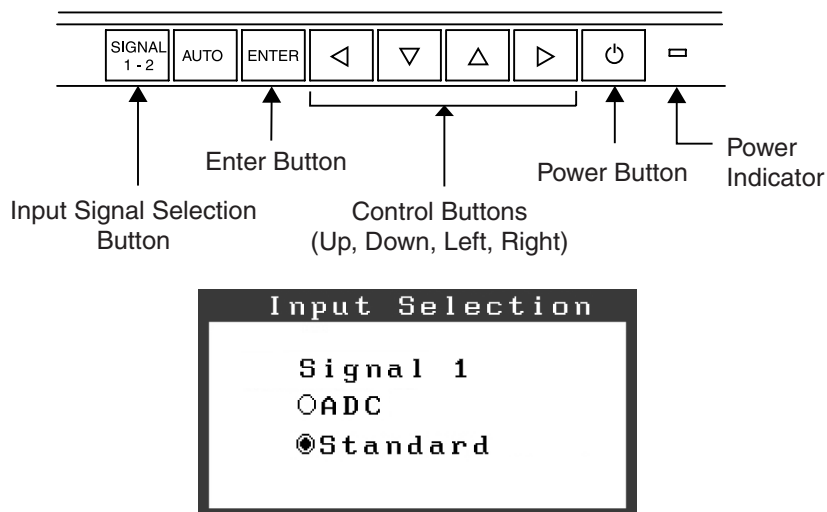 SIGNAL
1 - 2
AUTO
ENTER
Enter Button
Power Button
Power
Indicator
Input Signal Selection
Button
Control Buttons
(Up, Down, Left, Right)
Input Selection
Signal 1
ADC
Standard